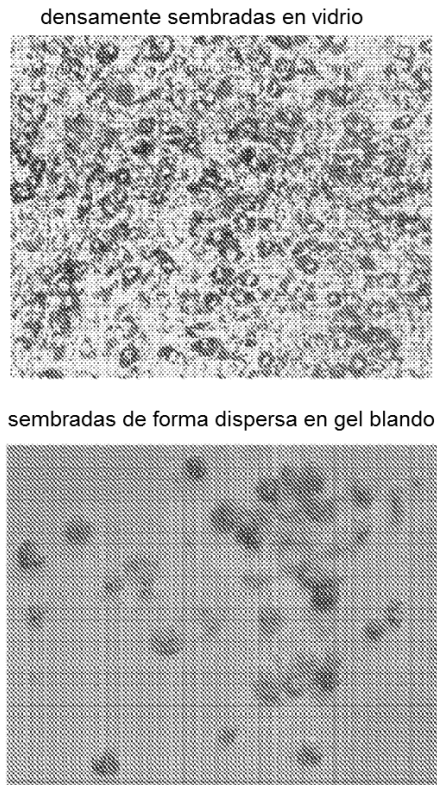 densamente sembradas en vidrio
sembradas de forma dispersa en gel blando